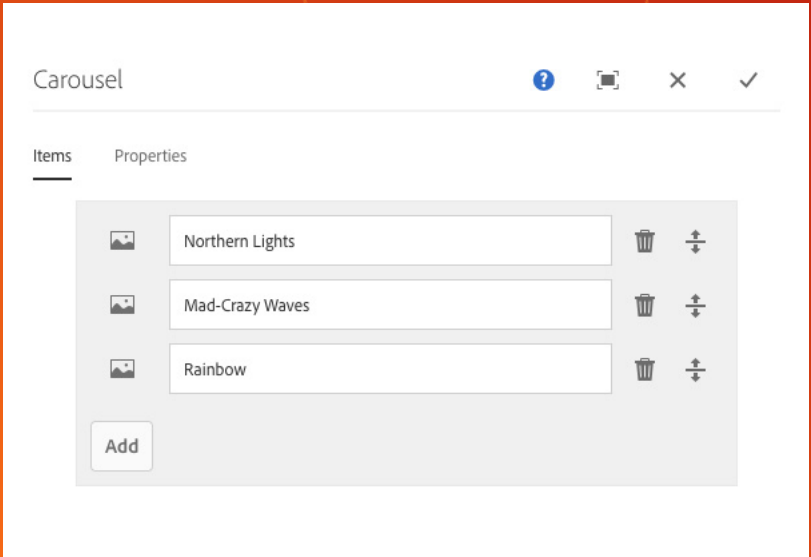 Carousel
Items Properties
Northern Lights
Mad-Crazy Waves
Rainbow
Add